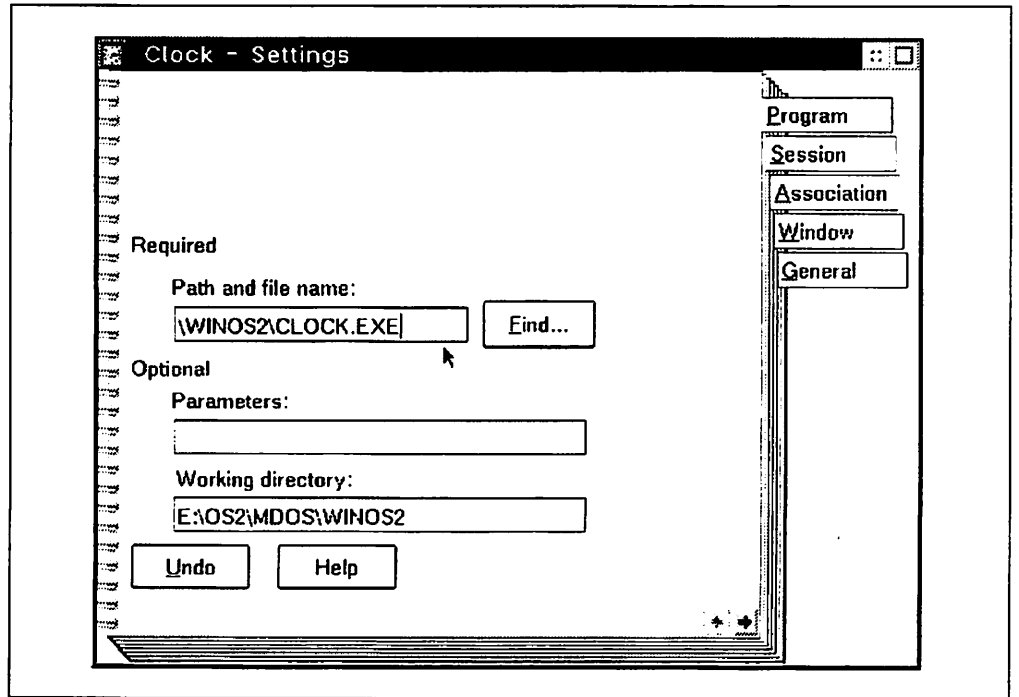 Clock - Settings
Program
Session
Association
Window
General
Required
Path and file name:
\WINOS2\CLOCK.EXE
Find...
Optional
Parameters:
Working directory:
E:\OS2\MDOS\WINOS2
Undo
Help